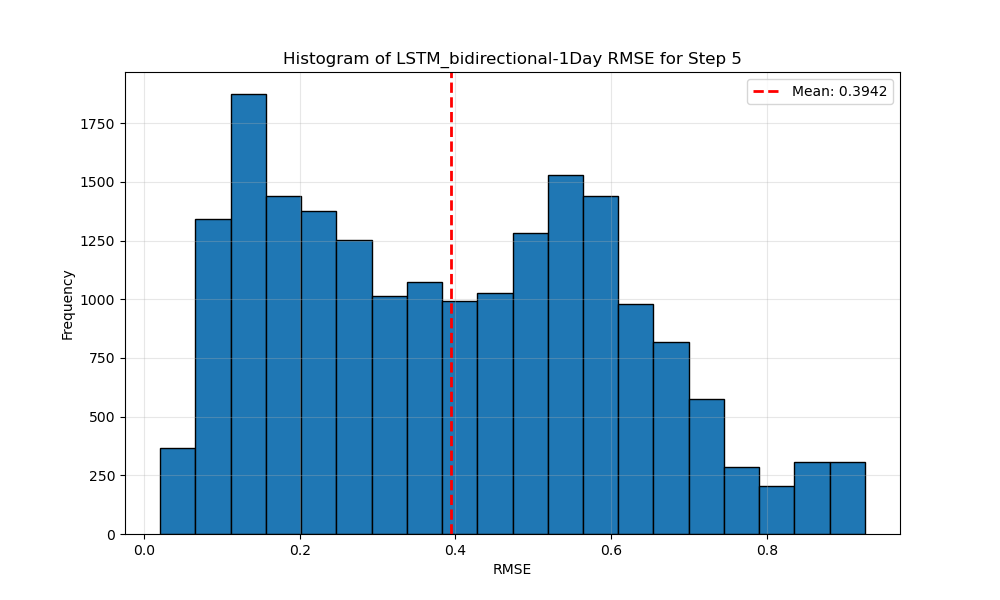 Histogram of LSTM_bidirectional-1Day RMSE for Step 5
Mean: 0.3942
Frequency
1750
1500
1250
1000
750
500
250
0
0.0 0.2 0.4 0.6 0.8
RMSE